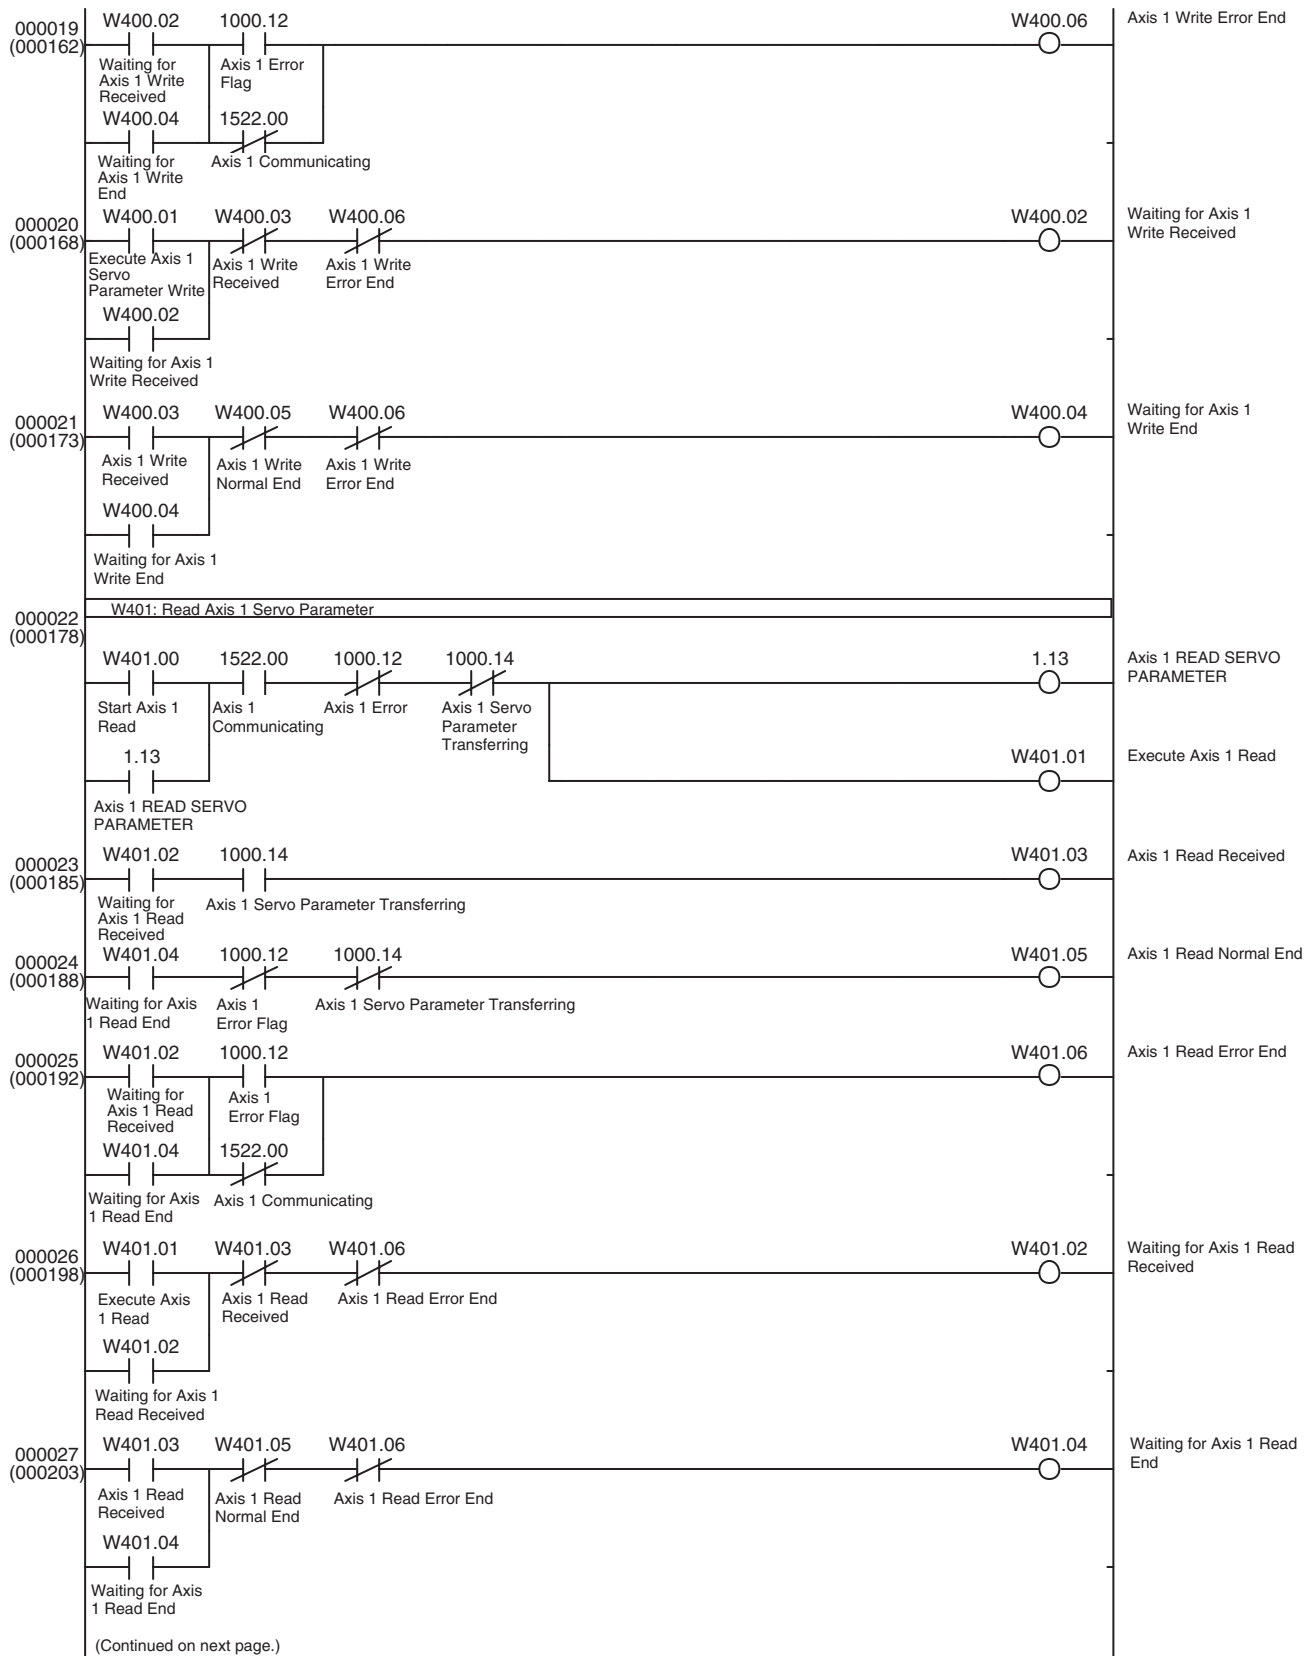 000019
(000162)
W400.02 1000.12 W400.06 Axis 1 Write Error End
Waiting for
Axis 1 Write
Received
Axis 1 Error
Flag
W400.04 1522.00
Waiting for
Axis 1 Write
End
Axis 1 Communicating
000020
(000168)
W400.01 W400.03 W400.06 W400.02
Waiting for Axis 1
Write Received
Execute Axis 1
Servo
Parameter Write
Axis 1 Write
Received
Axis 1 Write
Error End
W400.02
Waiting for Axis 1
Write Received
000021
(000173)
W400.03 W400.05 W400.06 W400.04
Waiting for Axis 1
Write End
Axis 1 Write
Received
Axis 1 Write
Normal End
Axis 1 Write
Error End
W400.04
Waiting for Axis 1
Write End
000022
(000178)
W401: Read Axis 1 Servo Parameter
W401.00 1522.00 1000.12 1000.14 1.13
Axis 1 READ SERVO
PARAMETER
Start Axis 1
Read
Axis 1
Communicating
Axis 1 Error
Axis 1 Servo
Parameter
Transferring
1.13 W401.01 Execute Axis 1 Read
Axis 1 READ SERVO
PARAMETER
000023
(000185)
W401.02 1000.14 W401.03 Axis 1 Read Received
Waiting for
Axis 1 Read
Received
Axis 1 Servo Parameter Transferring
000024
(000188)
W401.04 1000.12 1000.14 W401.05 Axis 1 Read Normal End
Waiting for Axis
1 Read End
Axis 1
Error Flag
Axis 1 Servo Parameter Transferring
000025
(000192)
W401.02 1000.12 W401.06 Axis 1 Read Error End
Waiting for
Axis 1 Read
Received
Axis 1
Error Flag
W401.04 1522.00
Waiting for Axis
1 Read End
Axis 1 Communicating
000026
(000198)
W401.01 W401.03 W401.06 W401.02
Waiting for Axis 1 Read
Received
Execute Axis
1 Read
Axis 1 Read
Received
Axis 1 Read Error End
W401.02
Waiting for Axis 1
Read Received
000027
(000203)
W401.03 W401.05 W401.06 W401.04
Waiting for Axis 1 Read
End
Axis 1 Read
Received
Axis 1 Read
Normal End
Axis 1 Read Error End
W401.04
Waiting for Axis
1 Read End
(Continued on next page.)